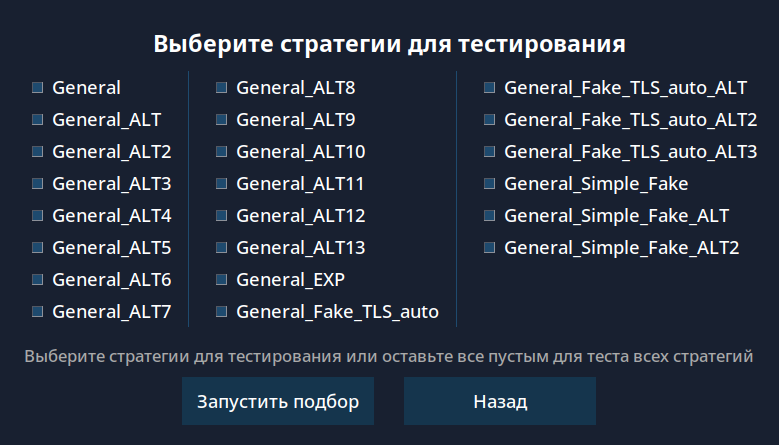 Выберите стратегии для тестирования
General
General_ALT
General_ALT2
General_ALT3
General_ALT4
General_ALT5
General_ALT6
General_ALT7
General_ALT8
General_ALT9
General_ALT10
General_ALT11
General_ALT12
General_ALT13
General_EXP
General_Fake_TLS_auto
General_Fake_TLS_auto_ALT
General_Fake_TLS_auto_ALT2
General_Fake_TLS_auto_ALT3
General_Simple_Fake
General_Simple_Fake_ALT
General_Simple_Fake_ALT2
Выберите стратегии для тестирования или оставьте все пустым для теста всех стратегий
Запустить подбор
Назад